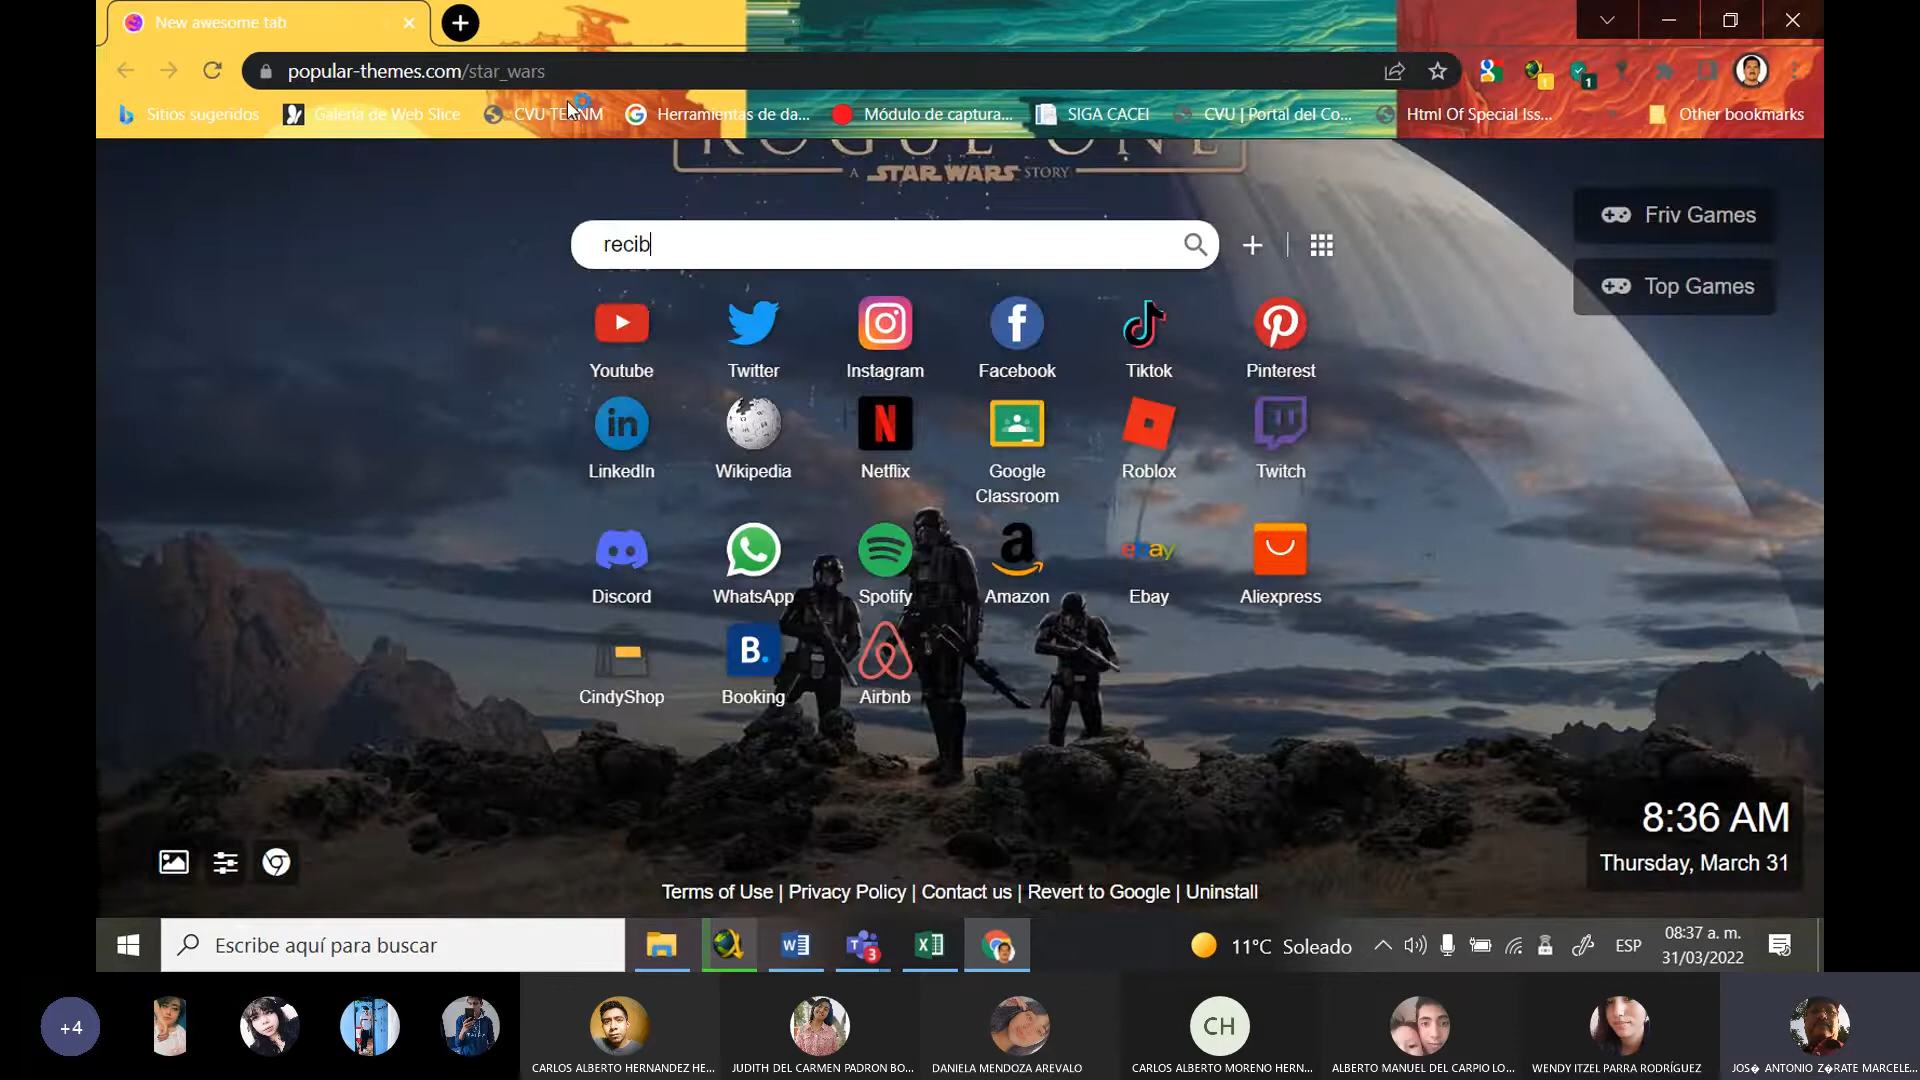 New awesome tab
popular-themes.com/star_wars
Sitios sugeridos
Galería de Web Slice
CVU TEcNM
Herramientas de da...
Módulo de captura...
SIGA CACEI
CVU | Portal del Co...
Html Of Special Iss...
Other bookmarks
ROGUE ONE
A STAR WARS STORY
recib
Friv Games
Top Games
Youtube
Twitter
Instagram
Facebook
Tiktok
Pinterest
LinkedIn
Wikipedia
Netflix
Google
Classroom
Roblox
Twitch
Discord
WhatsApp
Spotify
Amazon
ebay
Ebay
Aliexpress
CindyShop
Booking
Airbnb
8:36 AM
Thursday, March 31
Terms of Use | Privacy Policy | Contact us | Revert to Google | Uninstall
Escribe aquí para buscar
11°C Soleado
ESP
08:37 a. m.
31/03/2022
+4
CH
CARLOS ALBERTO HERNANDEZ HE...
JUDITH DEL CARMEN PADRON BO...
DANIELA MENDOZA AREVALO
CARLOS ALBERTO MORENO HERN...
ALBERTO MANUEL DEL CARPIO LO...
WENDY ITZEL PARRA RODRÍGUEZ
JOS� ANTONIO Z�RATE MARCELE...